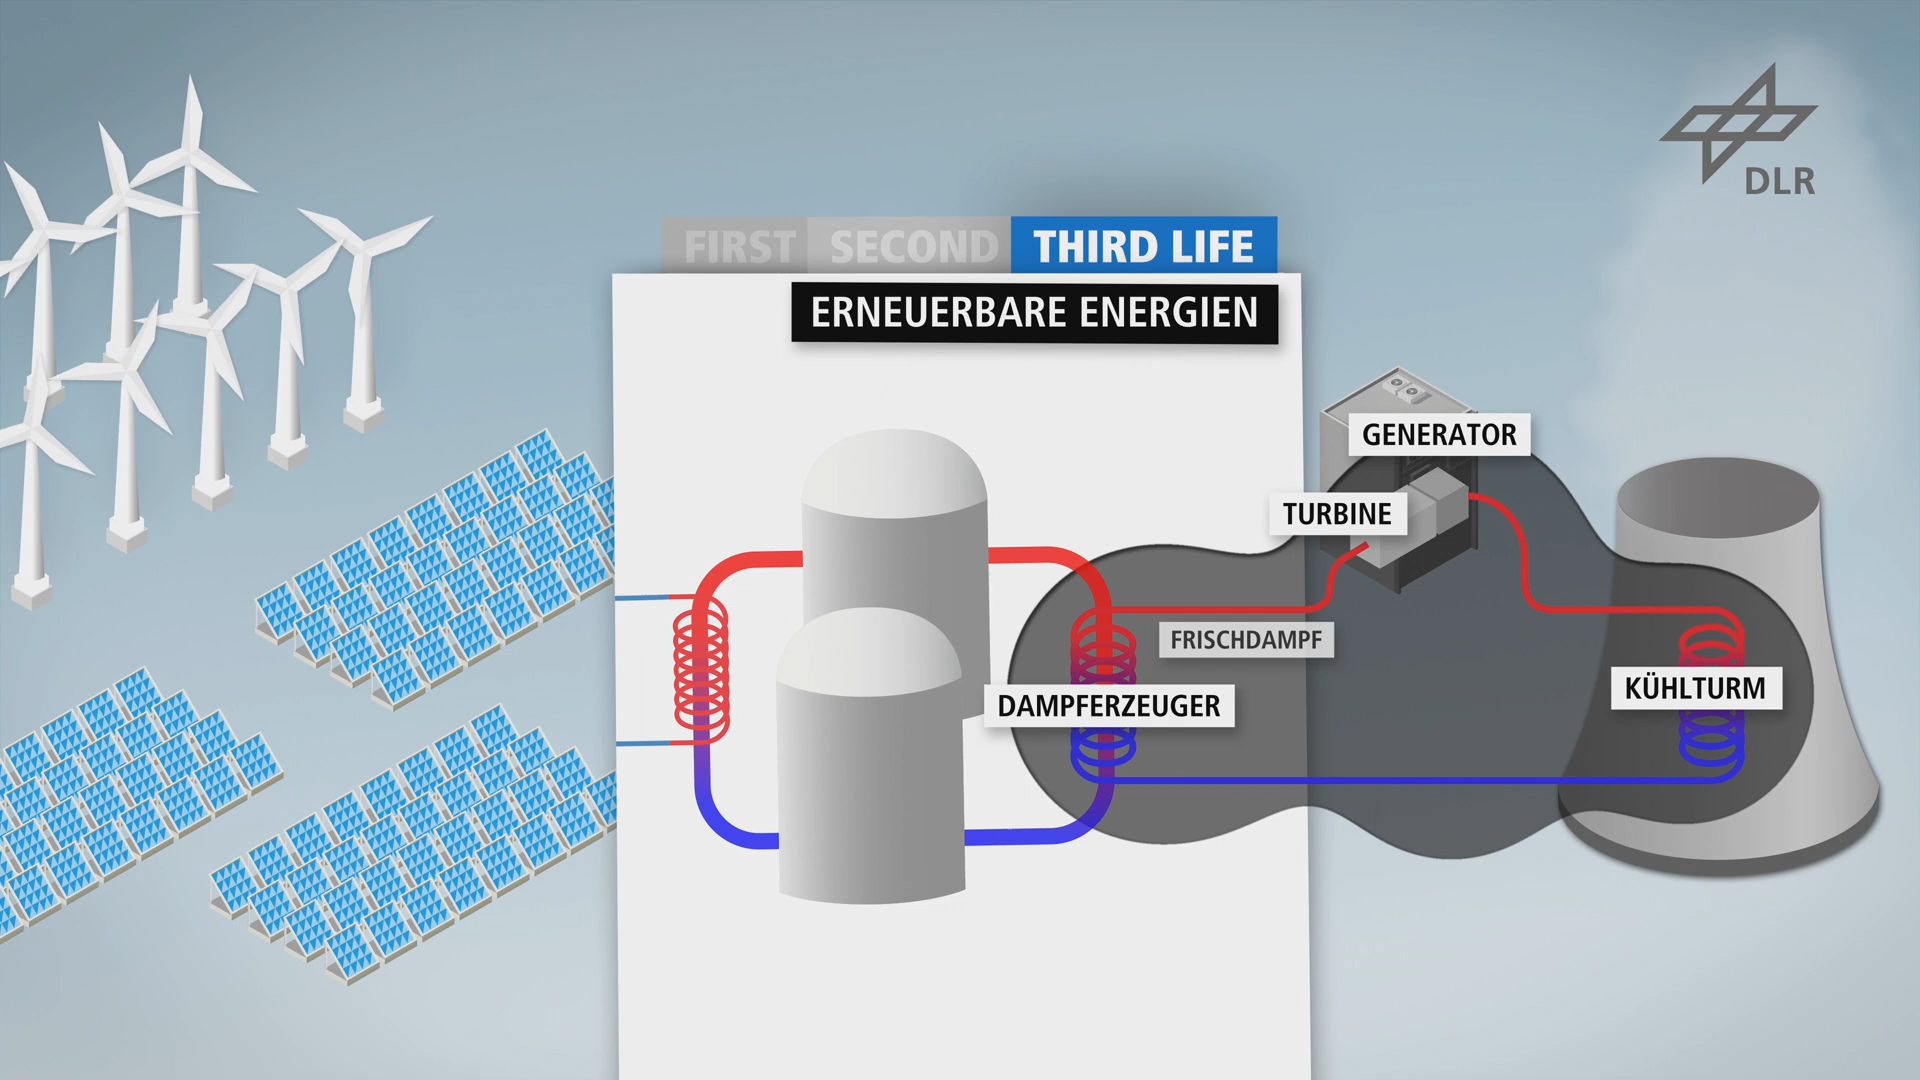 DLR
FIRST SECOND THIRD LIFE
ERNEUERBARE ENERGIEN
GENERATOR
TURBINE
FRISCHDAMPF
KÜHLTURM
DAMPFERZEUGER